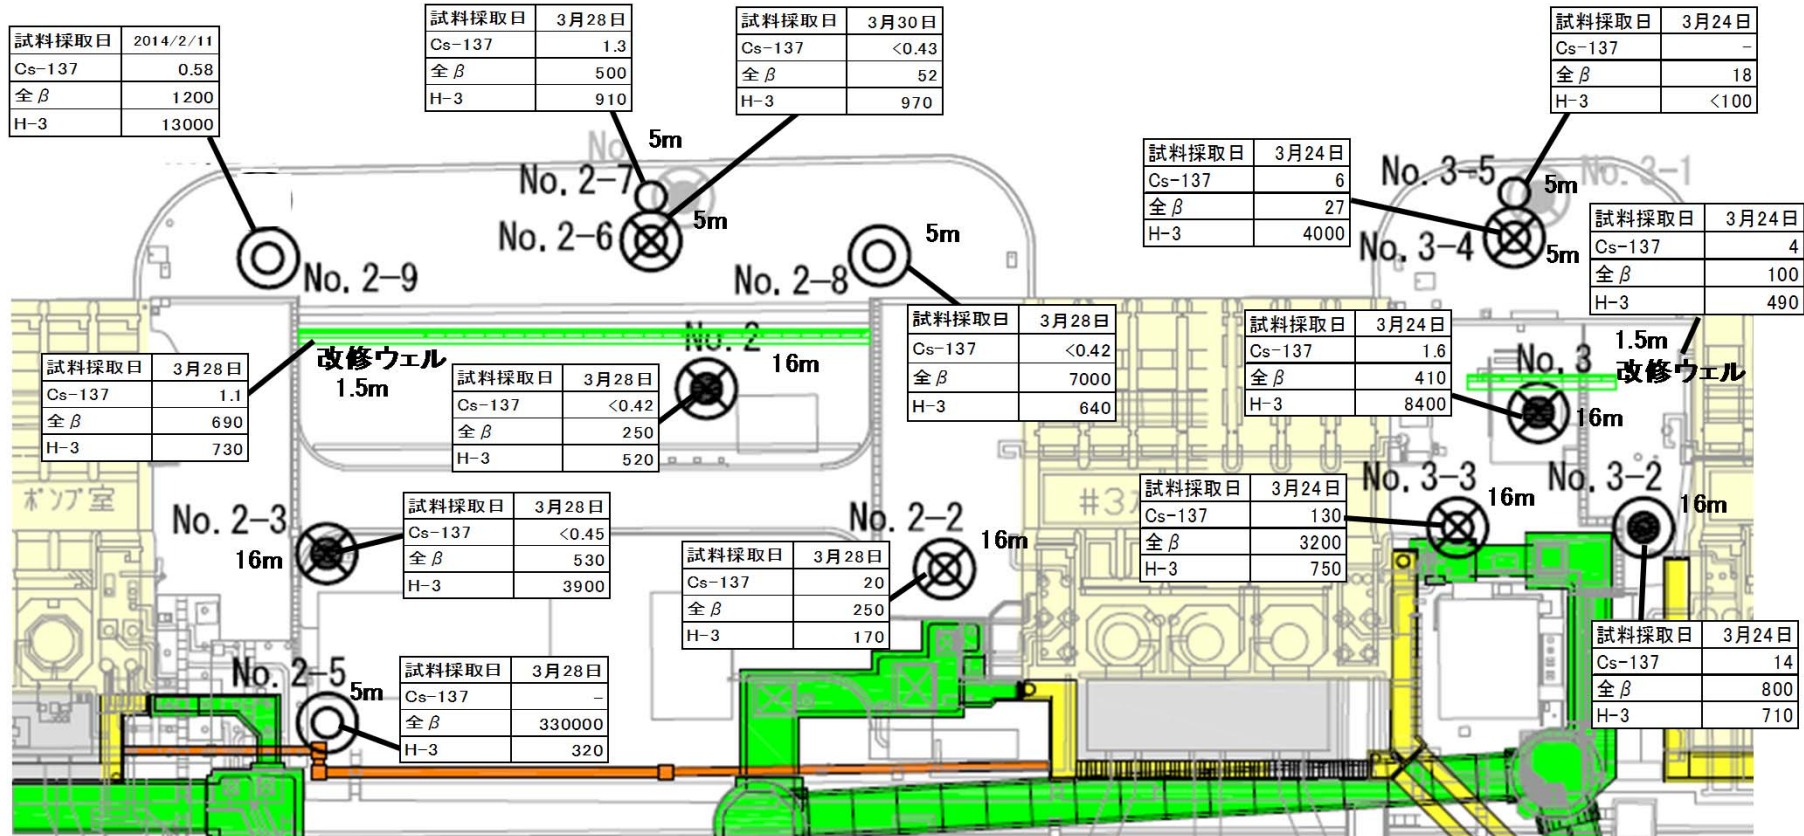 試料採取日 2014/2/11
Cs-137 0.58
全β 1200
H-3 13000
試料採取日 3月28日
Cs-137 1.3
全β 500
H-3 910
試料採取日 3月30日
Cs-137 <0.43
全β 52
H-3 970
試料採取日 3月24日
Cs-137 -
全β 18
H-3 <100
試料採取日 3月24日
Cs-137 6
全β 27
H-3 4000
試料採取日 3月24日
Cs-137 4
全β 100
H-3 490
No
5m
No. 2-7
No. 2-6
5m
No. 2-9
No. 2-8
5m
No. 3-5
5m
No. 3-1
No. 3-4
5m
試料採取日 3月28日
Cs-137 1.1
全β 690
H-3 730
改修ウェル
1.5m
No. 2
16m
試料採取日 3月28日
Cs-137 <0.42
全β 250
H-3 520
試料採取日 3月28日
Cs-137 <0.42
全β 7000
H-3 640
試料採取日 3月24日
Cs-137 1.6
全β 410
H-3 8400
No. 3
16m
1.5m
改修ウェル
ポンプ室
No. 2-3
16m
試料採取日 3月28日
Cs-137 <0.45
全β 530
H-3 3900
No. 2-2
16m
試料採取日 3月28日
Cs-137 20
全β 250
H-3 170
#3
試料採取日 3月24日
Cs-137 130
全β 3200
H-3 750
No. 3-3
16m
No. 3-2
16m
試料採取日 3月24日
Cs-137 14
全β 800
H-3 710
No. 2-5
5m
試料採取日 3月28日
Cs-137 -
全β 330000
H-3 320